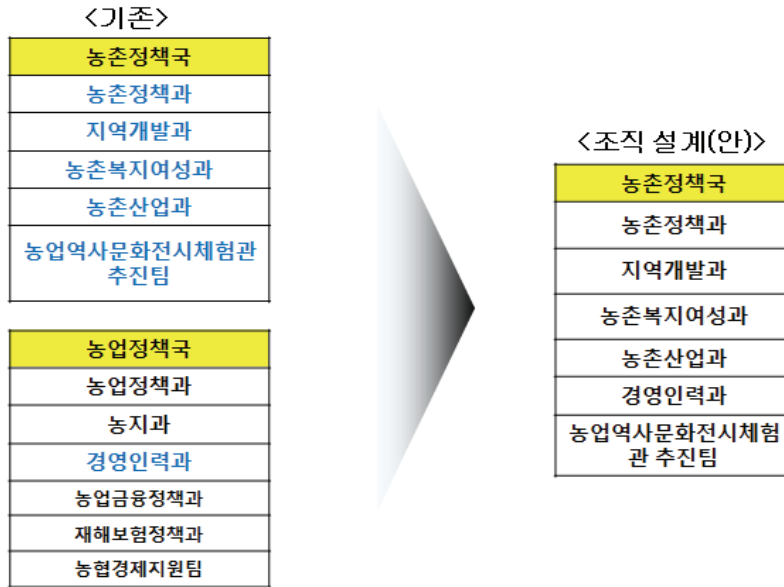 <기존>
농촌정책국
농촌정책과
지역개발과
농촌복지여성과
농촌산업과
농업역사문화전시체험관
추진팀
농업정책국
농업정책과
농지과
경영인력과
농업금융정책과
재해보험정책과
농협경제지원팀
<조직 설계(안)>
농촌정책국
농촌정책과
지역개발과
농촌복지여성과
농촌산업과
경영인력과
농업역사문화전시체험
관 추진팀